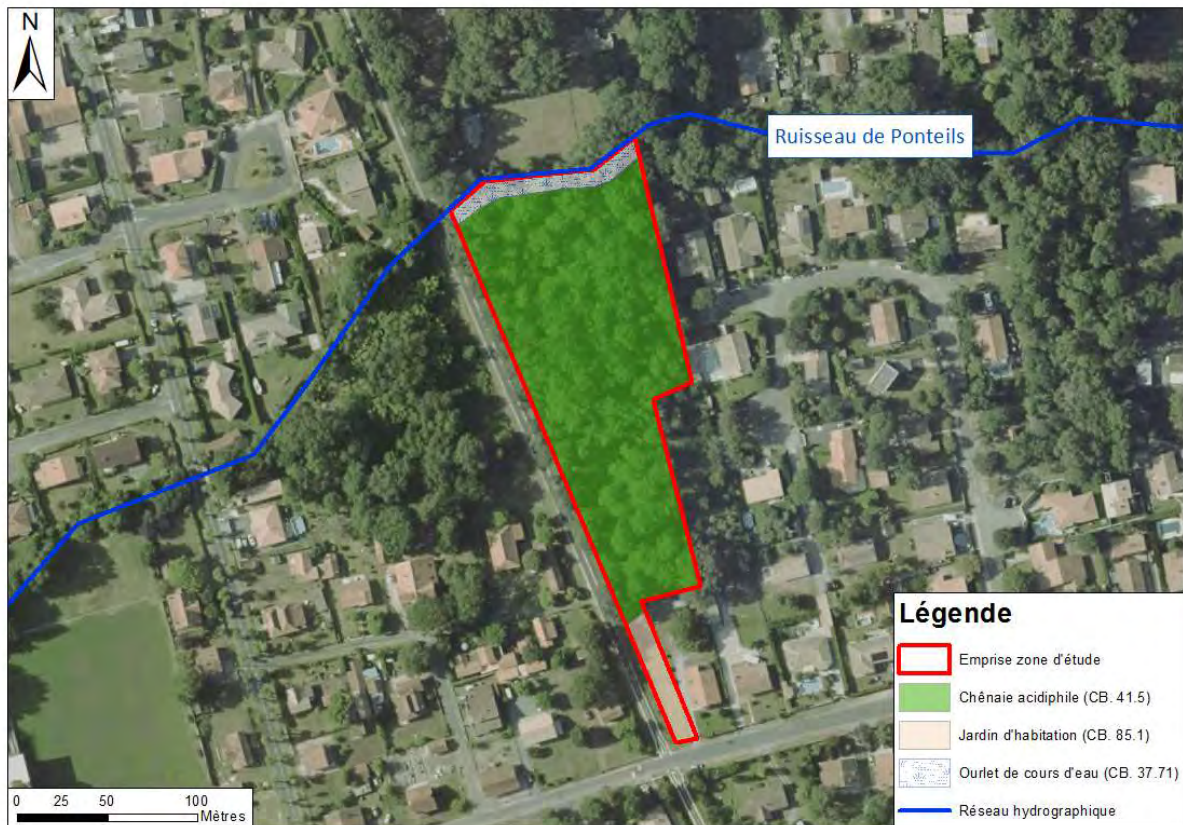 N
Ruisseau de Ponteils
Légende
Emprise zone d'étude
Chênaie acidiphile (CB. 41.5)
Jardin d'habitation (CB. 85.1)
Ourlet de cours d'eau (CB. 37.71)
Réseau hydrographique
0 25 50 100
Mètres